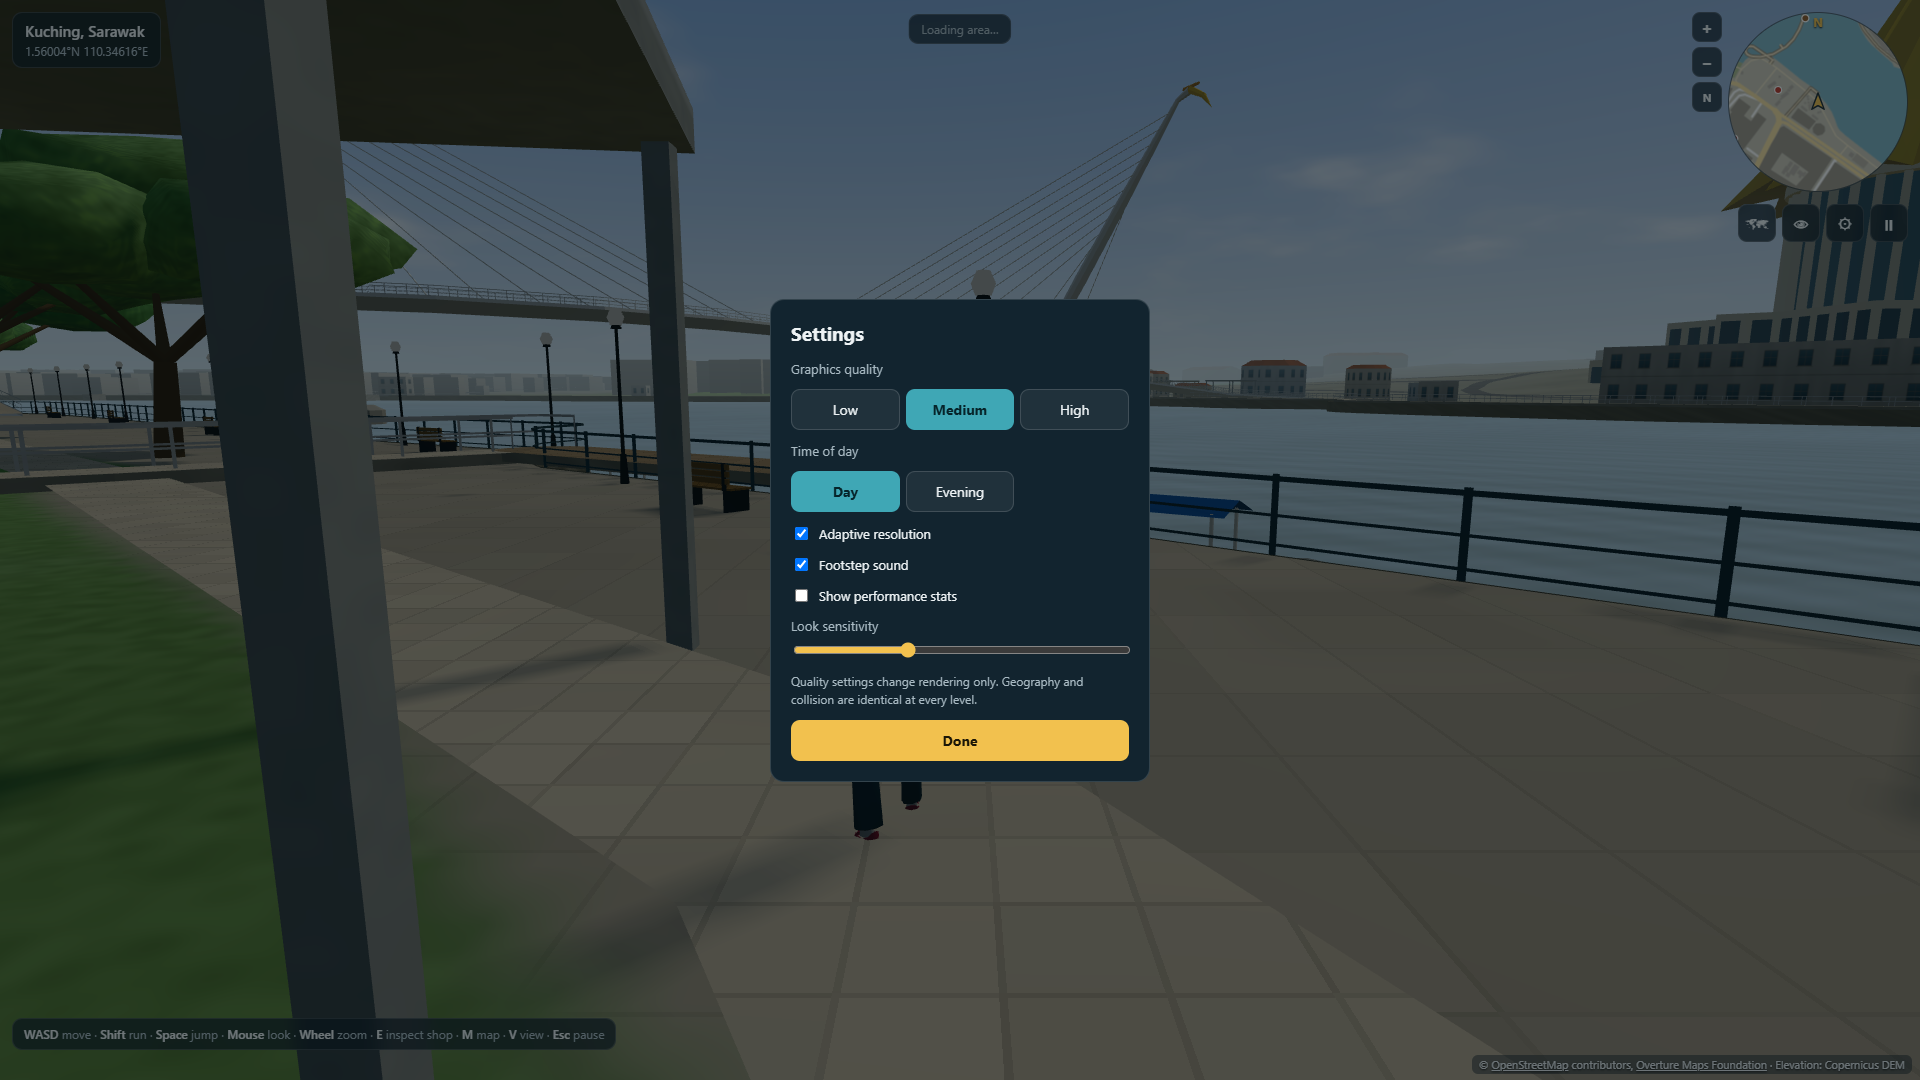 Kuching, Sarawak
1.56004°N 110.34616°E
Loading area...
+
−
N
N
Settings
Graphics quality
Low
Medium
High
Time of day
Day
Evening
Adaptive resolution
Footstep sound
Show performance stats
Look sensitivity
Quality settings change rendering only. Geography and
collision are identical at every level.
Done
WASD move · Shift run · Space jump · Mouse look · Wheel zoom · E inspect shop · M map · V view · Esc pause
© OpenStreetMap contributors, Overture Maps Foundation · Elevation: Copernicus DEM